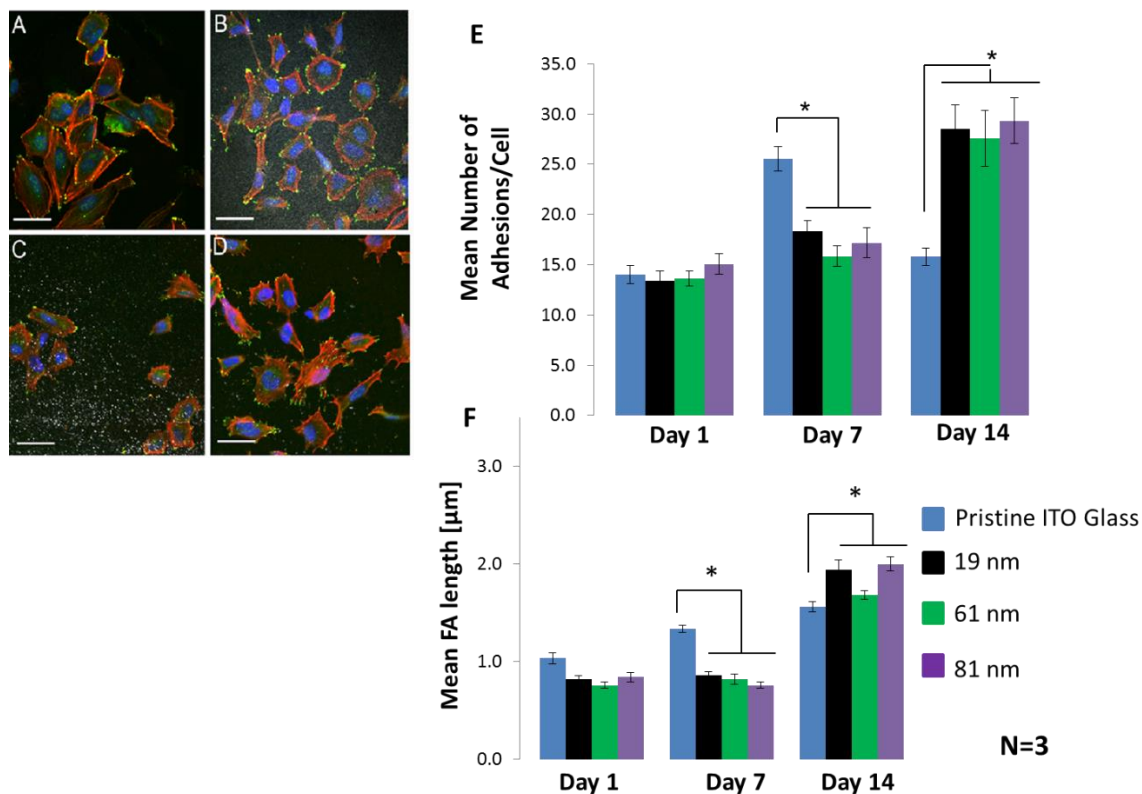 A
B
C
D
E
Mean Number of
Adhesions/Cell
35.0
30.0
25.0
20.0
15.0
10.0
5.0
0.0
*
*
Day 1
Day 7
Day 14
F
Mean FA length [µm]
3.0
2.0
1.0
0.0
*
*
Day 1
Day 7
Day 14
Pristine ITO Glass
19 nm
61 nm
81 nm
N=3